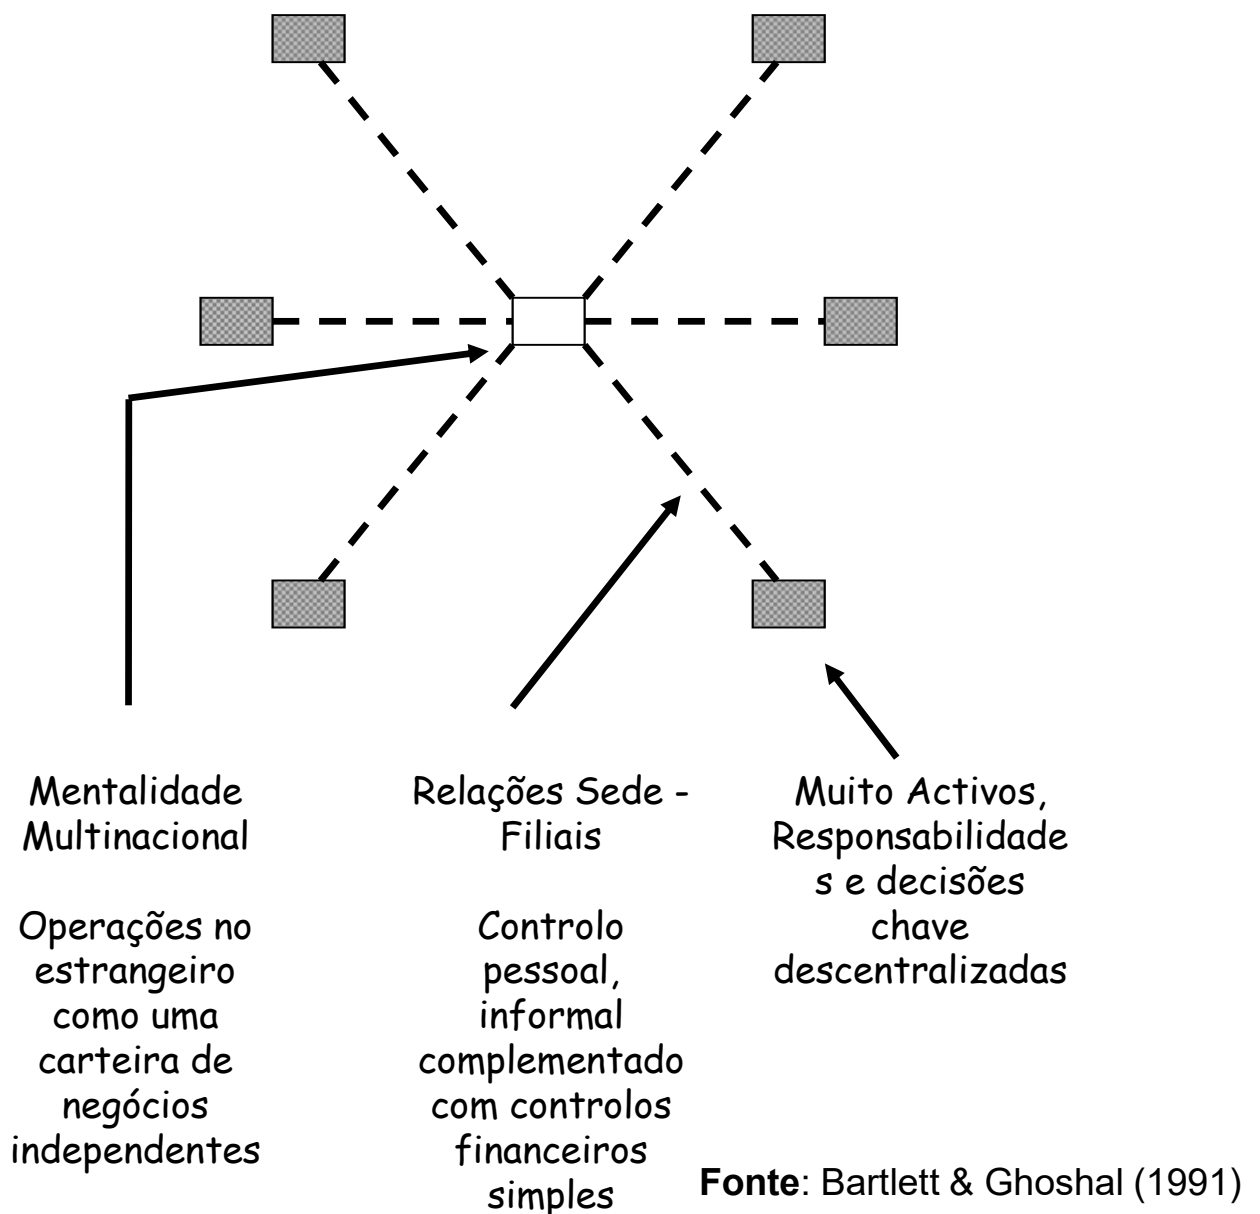 Mentalidade
Multinacional
Operações no
estrangeiro
como uma
carteira de
negócios
independentes
Relações Sede -
Filiais
Controlo
pessoal,
informal
complementado
com controlos
financeiros
simples
Muito Activos,
Responsabilidade
s e decisões
chave
descentralizadas
Fonte: Bartlett & Ghoshal (1991)